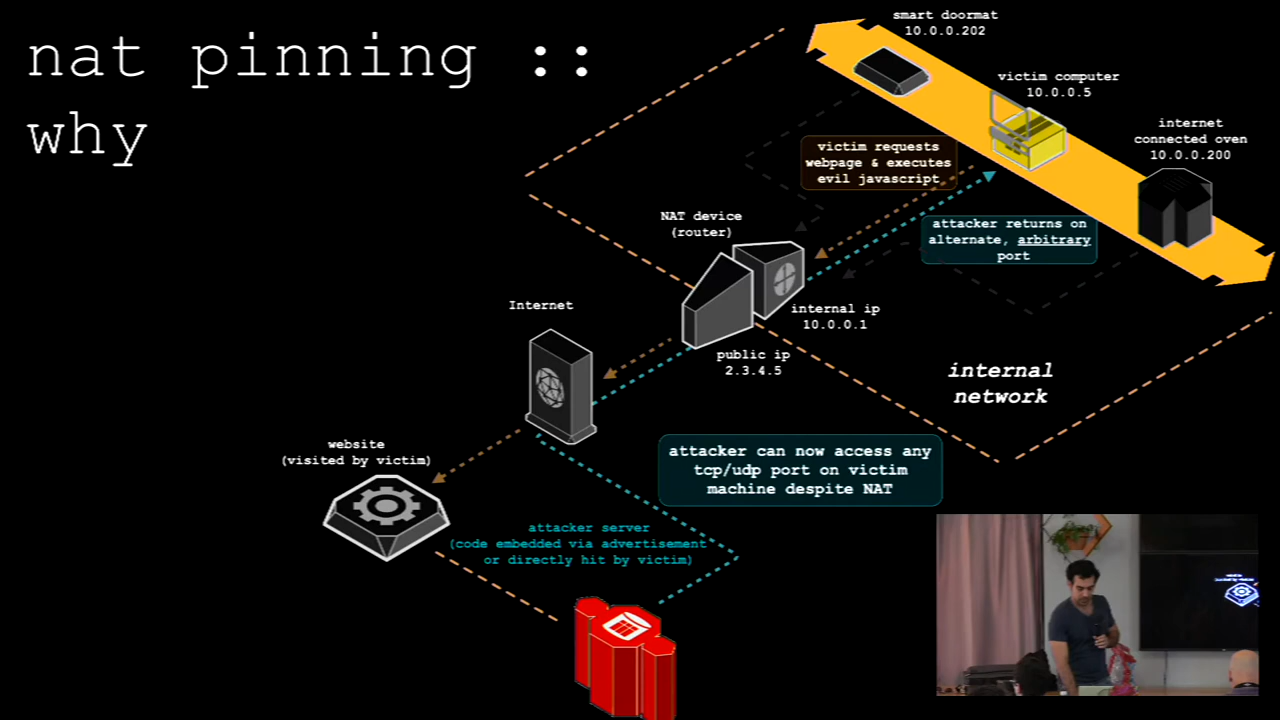 nat pinning ::
why
smart doormat
10.0.0.202
victim computer
10.0.0.5
internet
connected oven
10.0.0.200
victim requests
webpage & executes
evil javascript
NAT device
(router)
attacker returns on
alternate, arbitrary
port
Internet
internal ip
10.0.0.1
public ip
2.3.4.5
internal
network
website
(visited by victim)
attacker can now access any
tcp/udp port on victim
machine despite NAT
attacker server
(code embedded via advertisement
or directly hit by victim)